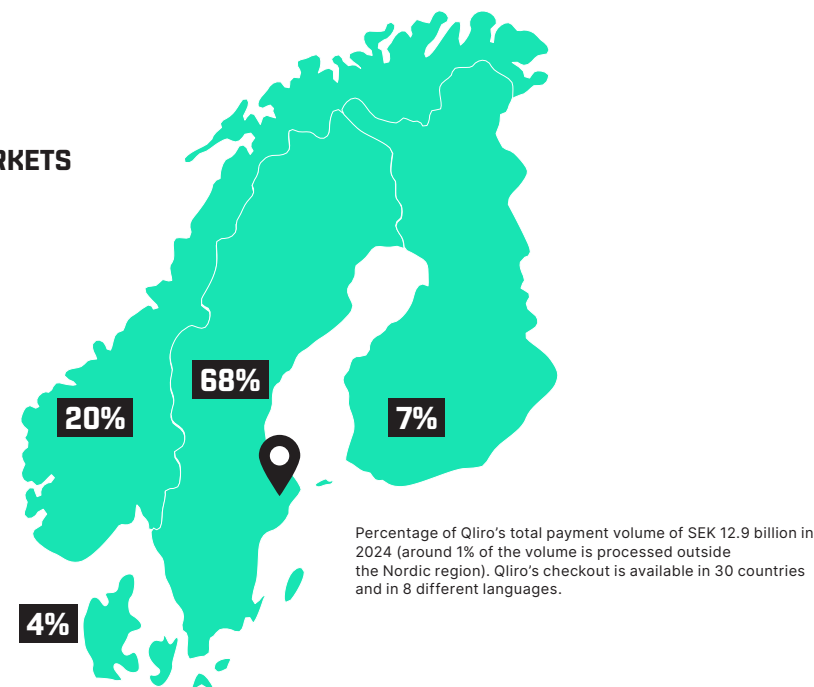 RKETS
68%
20%
7%
Percentage of Qliro’s total payment volume of SEK 12.9 billion in
2024 (around 1% of the volume is processed outside
the Nordic region). Qliro’s checkout is available in 30 countries
and in 8 different languages.
4%